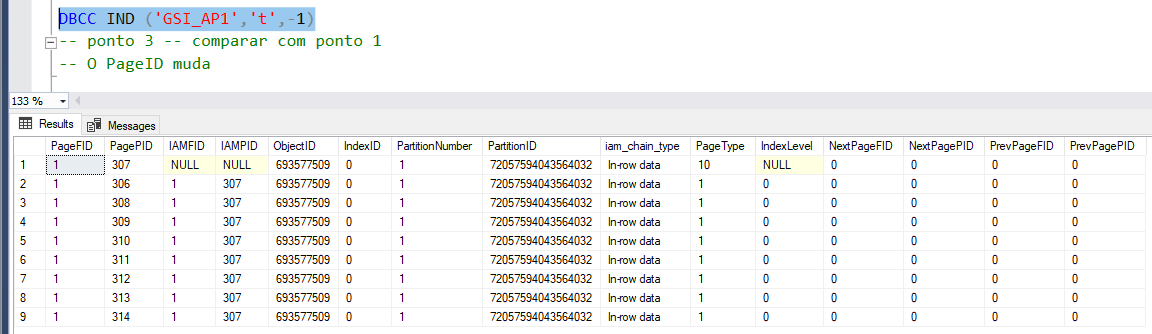 DBCC IND ('GSI_AP1','t',-1)
-- ponto 3 -- comparar com ponto 1
-- O PageID muda
133 %
Results Messages
PageFID PagePID IAMFID IAMPID ObjectID IndexID PartitionNumber PartitionID iam_chain_type PageType IndexLevel NextPageFID NextPagePID PrevPageFID PrevPagePID
1 1 307 NULL NULL 693577509 0 1 72057594043564032 In-row data 10 NULL 0 0 0 0
2 1 306 1 307 693577509 0 1 72057594043564032 In-row data 1 0 0 0 0 0
3 1 308 1 307 693577509 0 1 72057594043564032 In-row data 1 0 0 0 0 0
4 1 309 1 307 693577509 0 1 72057594043564032 In-row data 1 0 0 0 0 0
5 1 310 1 307 693577509 0 1 72057594043564032 In-row data 1 0 0 0 0 0
6 1 311 1 307 693577509 0 1 72057594043564032 In-row data 1 0 0 0 0 0
7 1 312 1 307 693577509 0 1 72057594043564032 In-row data 1 0 0 0 0 0
8 1 313 1 307 693577509 0 1 72057594043564032 In-row data 1 0 0 0 0 0
9 1 314 1 307 693577509 0 1 72057594043564032 In-row data 1 0 0 0 0 0